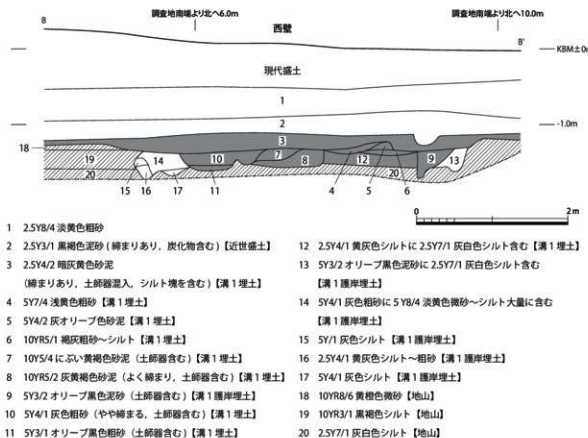 B
調査地南端より北へ6.0m
調査地南端より北へ10.0m
西壁
B'
KBM±0m
現代盛土
1
2
-1.0m
3
18
19
14
10
7
8
12
9
13
20
20
15
16
17
11
4
5
6
0
2m
1 2.5Y8/4 淡黄色粗砂
2 2.5Y3/1 黒褐色泥砂 ( 締まりあり，炭化物含む )【近世盛土】
3 2.5Y4/2 暗灰黄色砂泥
(締まりあり，土師器混入，シルト塊を含む )【溝 1 埋土】
4 5Y7/4 浅黄色粗砂【溝 1 埋土】
5 5Y4/2 灰オリーブ色砂泥【溝 1 埋土】
6 10YR5/1 褐灰粗砂～シルト【溝 1 埋土】
7 10Y5/4 にぶい黄褐色砂泥（土師器含む）【溝 1 埋土】
8 10YR5/2 灰黄褐色砂泥（よく締まり，土師器含む )【溝 1 埋土】
9 5Y3/2 オリーブ黒色泥砂（土師器含む）【溝 1 護岸埋土】
10 5Y4/1 灰色粗砂（やや締まる，土師器含む）【溝 1 埋土】
11 5Y3/1 オリーブ黒色粗砂（土師器含む）【溝 1 埋土】
12 2.5Y4/1 黄灰色シルトに 2.5Y7/1 灰白色シルト含む【溝 1 埋土】
13 5Y3/2 オリーブ黒色泥砂に 2.5Y7/1 灰白色シルト含む
【溝 1 護岸埋土】
14 5Y4/1 灰色粗砂に 5 Y8/4 淡黄色微砂～シルト大量に含む
【溝 1 護岸埋土】
15 5Y/1 灰色シルト【溝 1 護岸埋土】
16 2.5Y4/1 黄灰色シルト～粗砂【溝 1 護岸埋土】
17 5Y4/1 灰色シルト【溝 1 護岸埋土】
18 10YR8/6 黄橙色微砂【地山】
19 10YR3/1 黒褐色シルト【地山】
20 2.5Y7/1 灰白色シルト【地山】